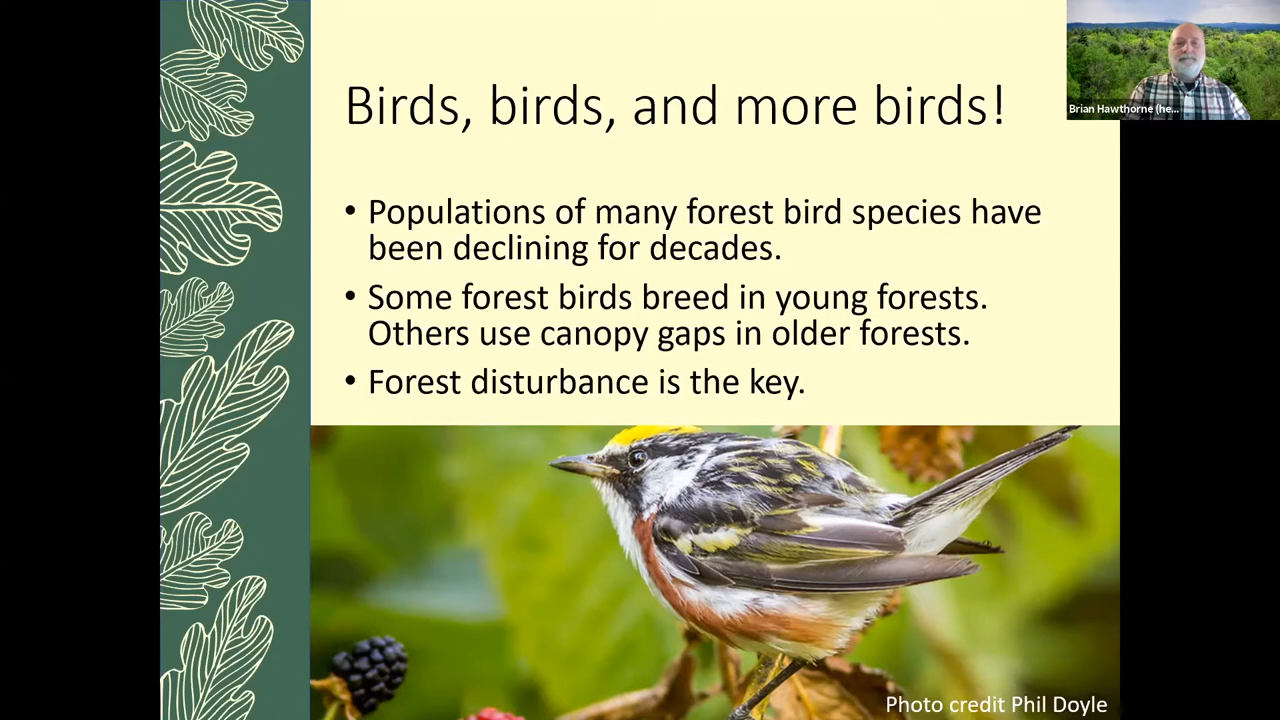 Birds, birds, and more birds!
Brian Hawthorne (he...
• Populations of many forest bird species have
been declining for decades.
• Some forest birds breed in young forests.
Others use canopy gaps in older forests.
• Forest disturbance is the key.
Photo credit Phil Doyle